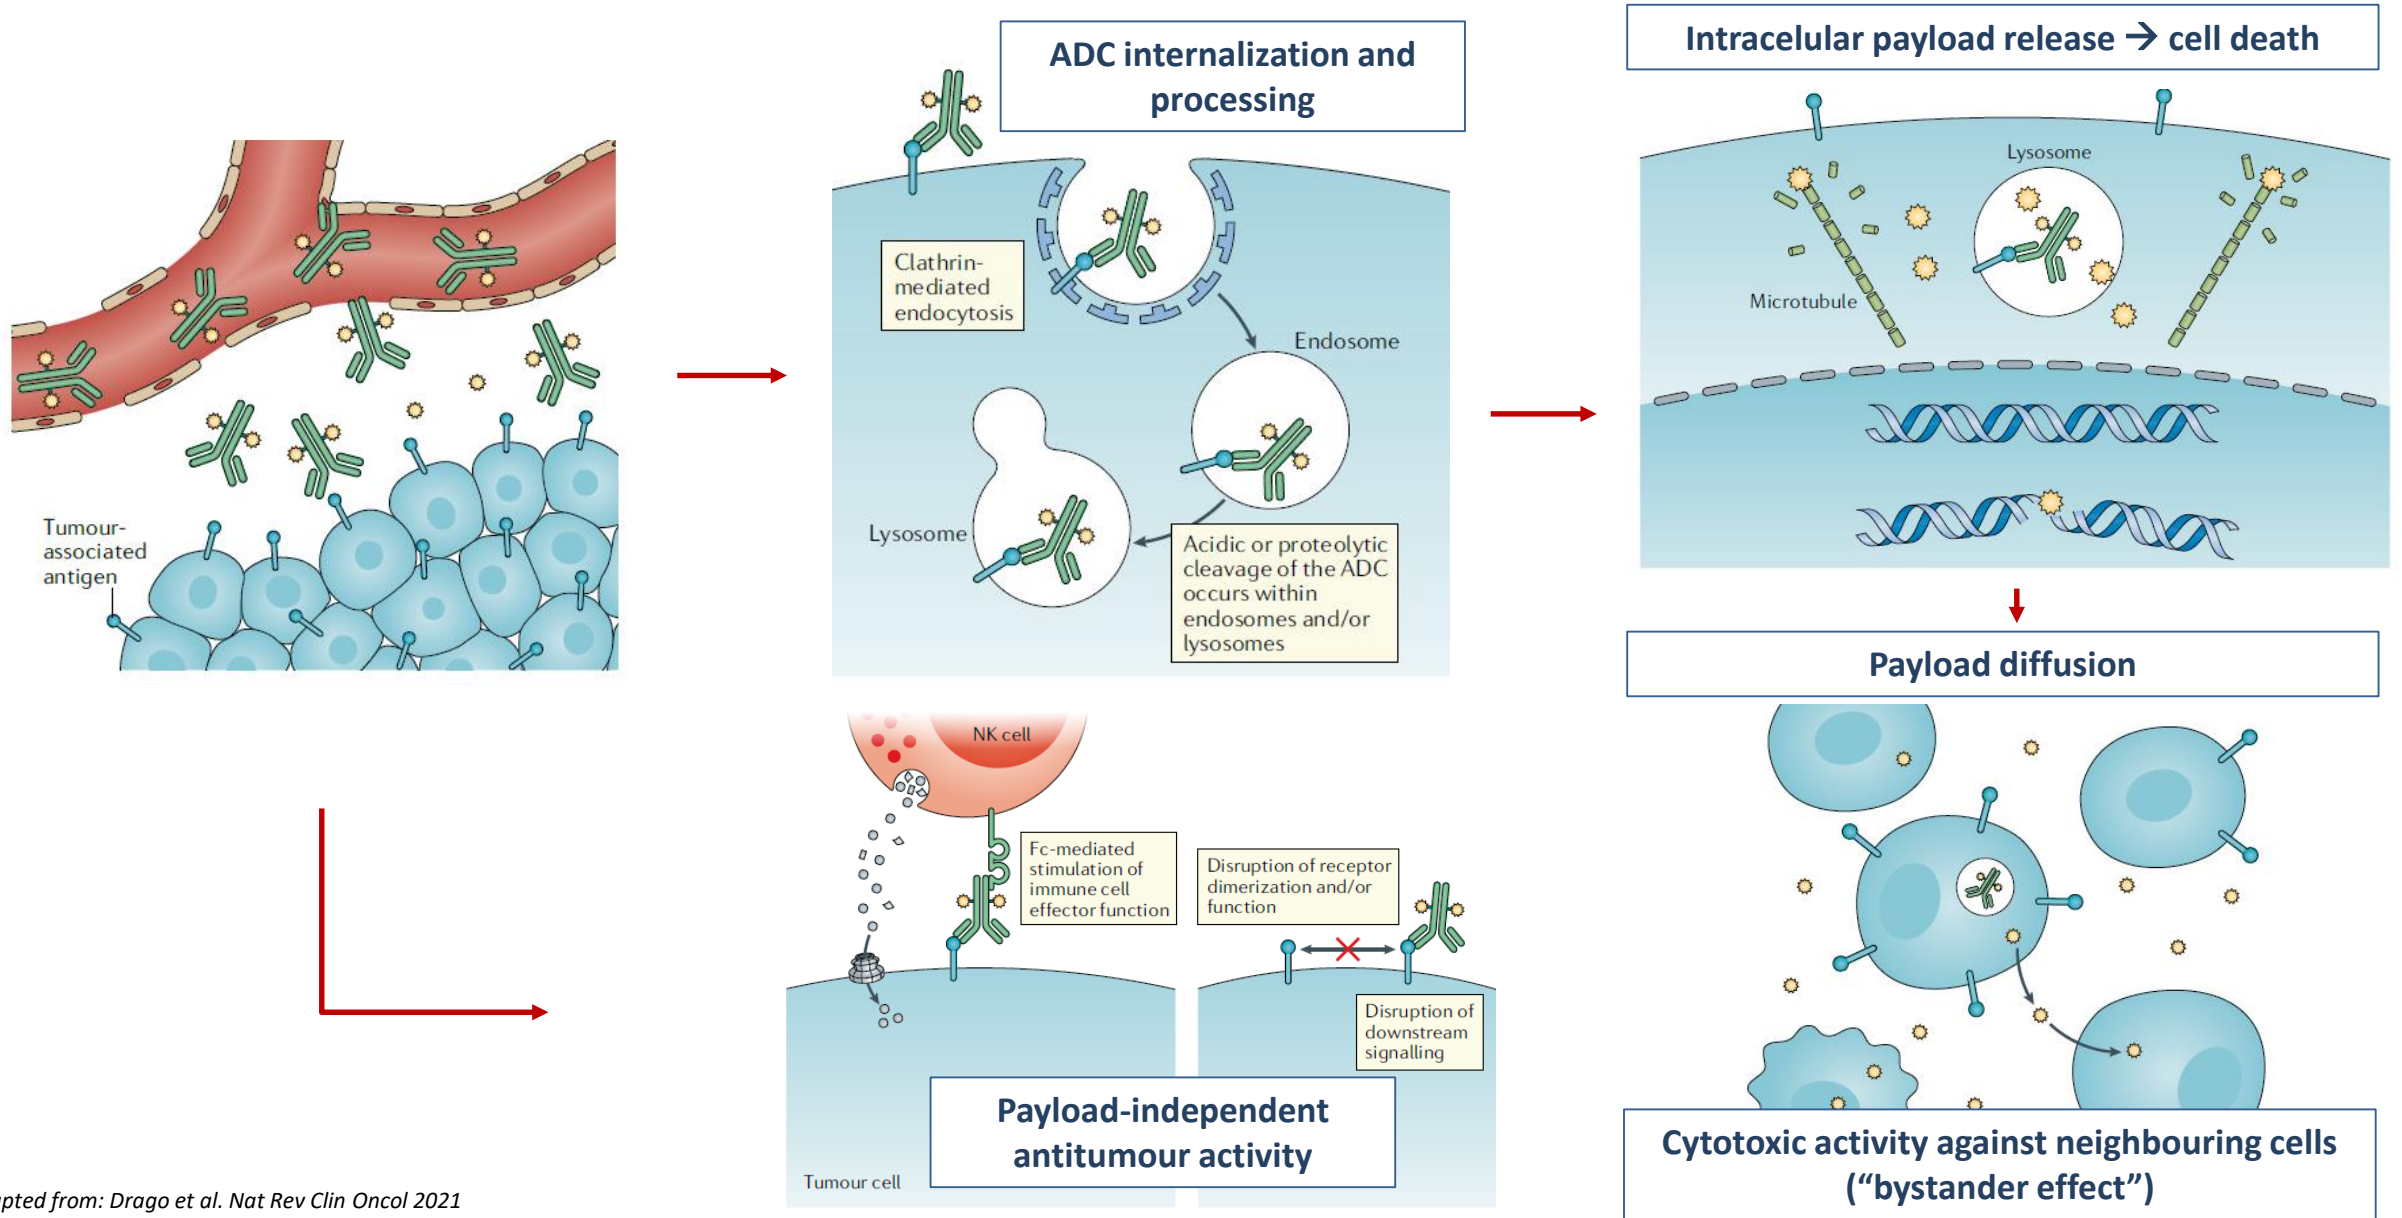 ADC internalization and
processing
Intracelular payload release → cell death
Clathrin-
mediated
endocytosis
Endosome
Lysosome
Acidic or proteolytic
cleavage of the ADC
occurs within
endosomes and/or
lysosomes
Tumour-
associated
antigen
Lysosome
Microtubule
Payload diffusion
NK cell
Fc-mediated
stimulation of
immune cell
effector function
Disruption of receptor
dimerization and/or
function
Disruption of
downstream
signalling
Payload-independent
antitumour activity
Tumour cell
Cytotoxic activity against neighbouring cells
(“bystander effect”)
pted from: Drago et al. Nat Rev Clin Oncol 2021